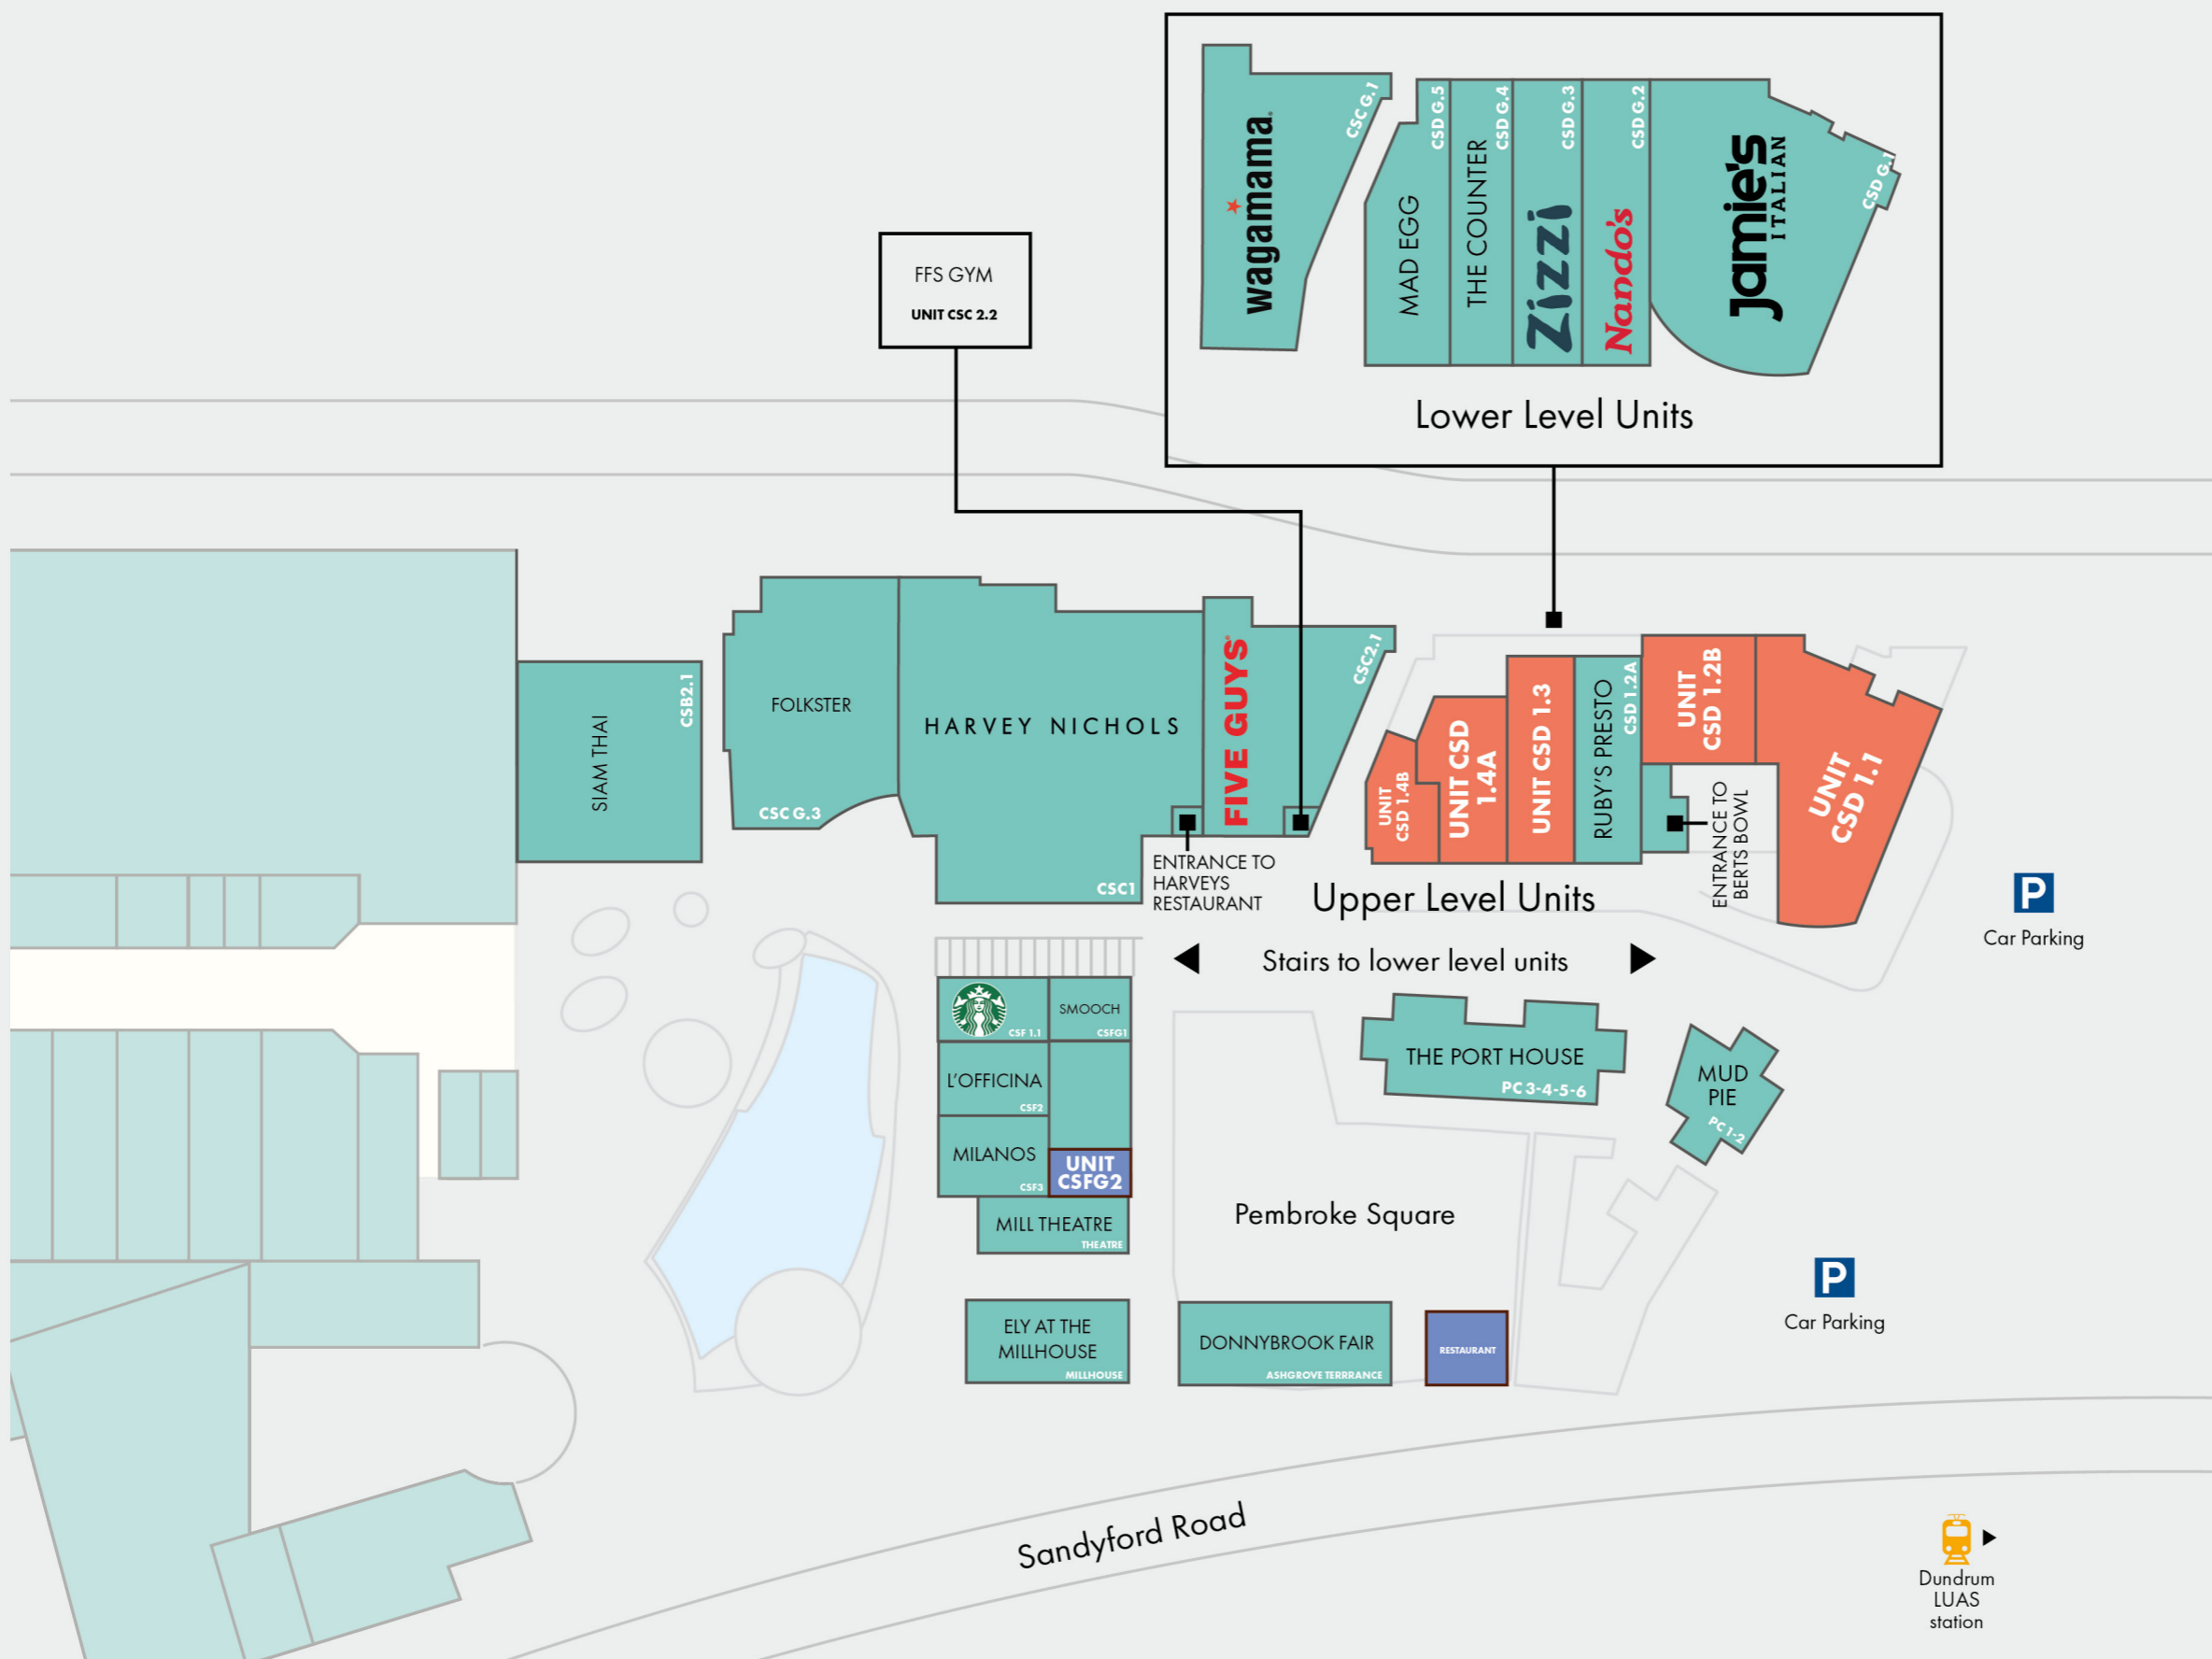 wagamama
CSC G.1
MAD EGG
CSD G.5
THE COUNTER
CSD G.4
Zizzi
CSD G.3
Nando's
CSD G.2
Jamie's
ITALIAN
CSD G.1
Lower Level Units
FFS GYM
UNIT CSC 2.2
SIAM THAI
CSB2.1
FOLKSTER
CSC G.3
HARVEY NICHOLS
CSC1
FIVE GUYS
CSC2.1
ENTRANCE TO
HARVEYS
RESTAURANT
UNIT
CSD 1.4B
UNIT CSD
1.4A
UNIT CSD 1.3
RUBY'S PRESTO
CSD 1.2A
UNIT
CSD 1.2B
ENTRANCE TO
BERTS BOWL
UNIT
CSD 1.1
Upper Level Units
Stairs to lower level units
P
Car Parking
CSF 1.1
SMOOCH
CSFG1
L'OFFICINA
CSF2
MILANOS
CSF3
UNIT
CSFG2
MILL THEATRE
THEATRE
THE PORT HOUSE
PC 3-4-5-6
MUD
PIE
PC 1-2
Pembroke Square
P
Car Parking
ELY AT THE
MILLHOUSE
MILLHOUSE
DONNYBROOK FAIR
ASHGROVE TERRRANCE
RESTAURANT
Sandyford Road
Dundrum
LUAS
station